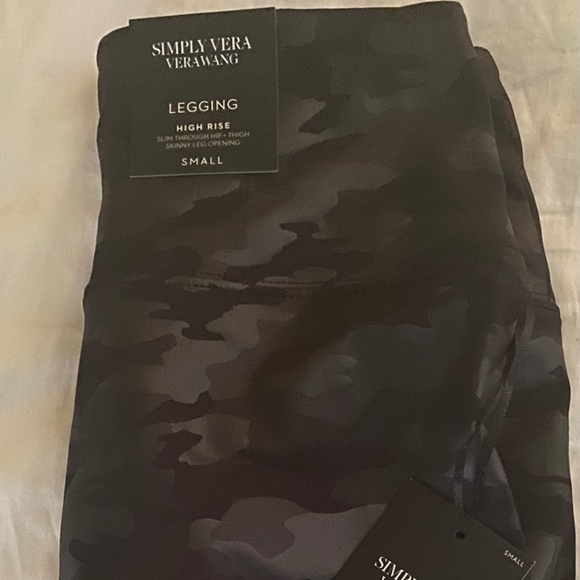 SIMPLY VERA
VERAWANG
LEGGING
HIGH RISE
SLIM THROUGH HIP + THIGH
SKINNY LEG OPENING
SMALL
SMALL
SIMPLY